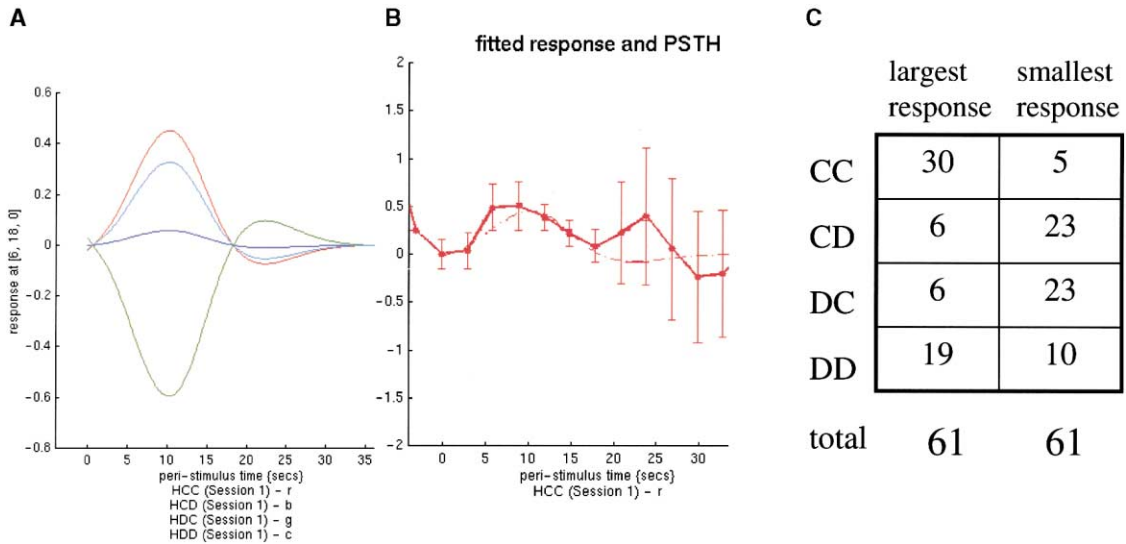 A
0.6
0.4
0.2
0
−0.2
−0.4
−0.6
−0.8
response at [6, 18, 0]
0 5 10 15 20 25 30 35
peri−stimulus time {secs}
HCC (Session 1) − r
HCD (Session 1) − b
HDC (Session 1) − g
HDD (Session 1) − c
B
fitted response and PSTH
2
1.5
1
0.5
0
−0.5
−1
−1.5
−2
0 5 10 15 20 25 30
peri−stimulus time {secs}
HCC (Session 1) − r
C
largest smallest
response response
CC 30 5
CD 6 23
DC 6 23
DD 19 10
total 61 61